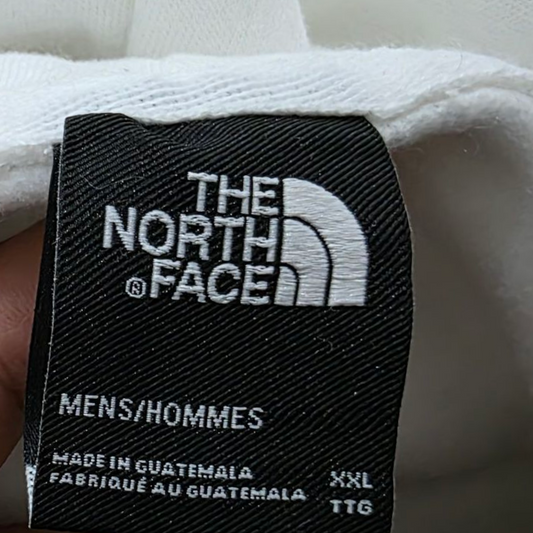 THE
NORTH
® FACE
MENS/HOMMES
MADE IN GUATEMALA XXL
FABRIQUÉ AU GUATEMALA TTG